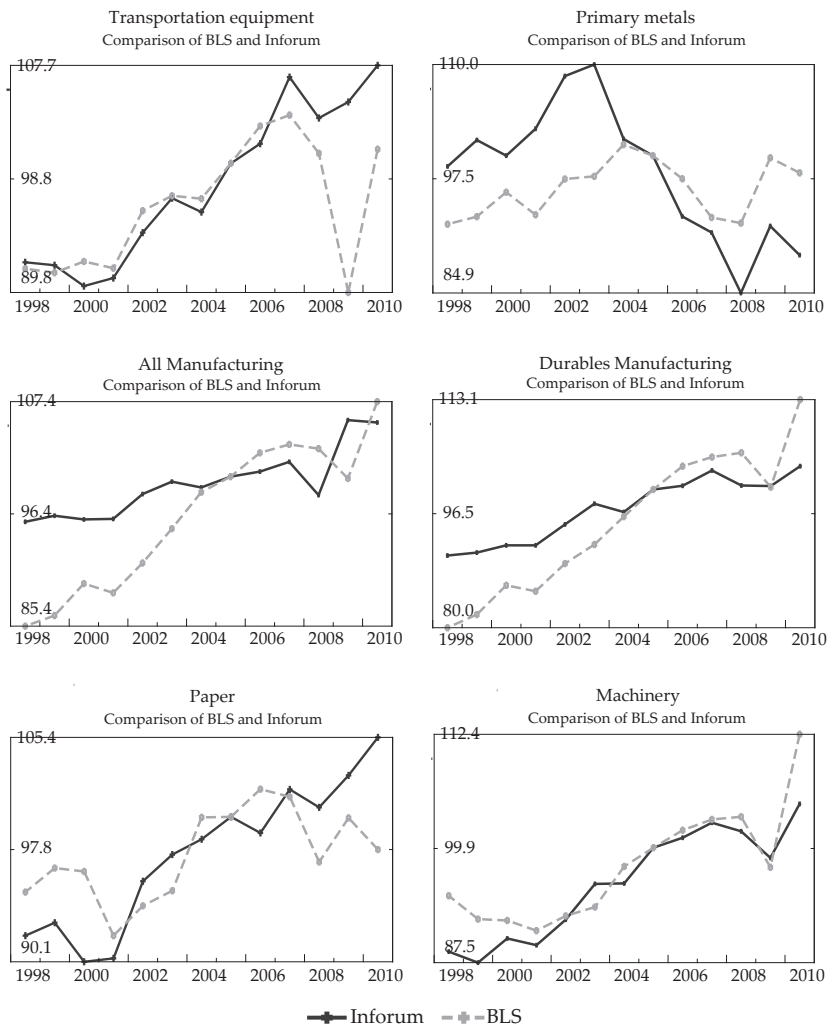 Transportation equipment
Comparison of BLS and Inforum
107.7
98.8
89.8
1998 2000 2002 2004 2006 2008 2010
Primary metals
Comparison of BLS and Inforum
110.0
97.5
84.9
1998 2000 2002 2004 2006 2008 2010
All Manufacturing
Comparison of BLS and Inforum
107.4
96.4
85.4
1998 2000 2002 2004 2006 2008 2010
Durables Manufacturing
Comparison of BLS and Inforum
113.1
96.5
80.0
1998 2000 2002 2004 2006 2008 2010
Paper
Comparison of BLS and Inforum
105.4
97.8
90.1
1998 2000 2002 2004 2006 2008 2010
Machinery
Comparison of BLS and Inforum
112.4
99.9
87.5
1998 2000 2002 2004 2006 2008 2010
Inforum BLS